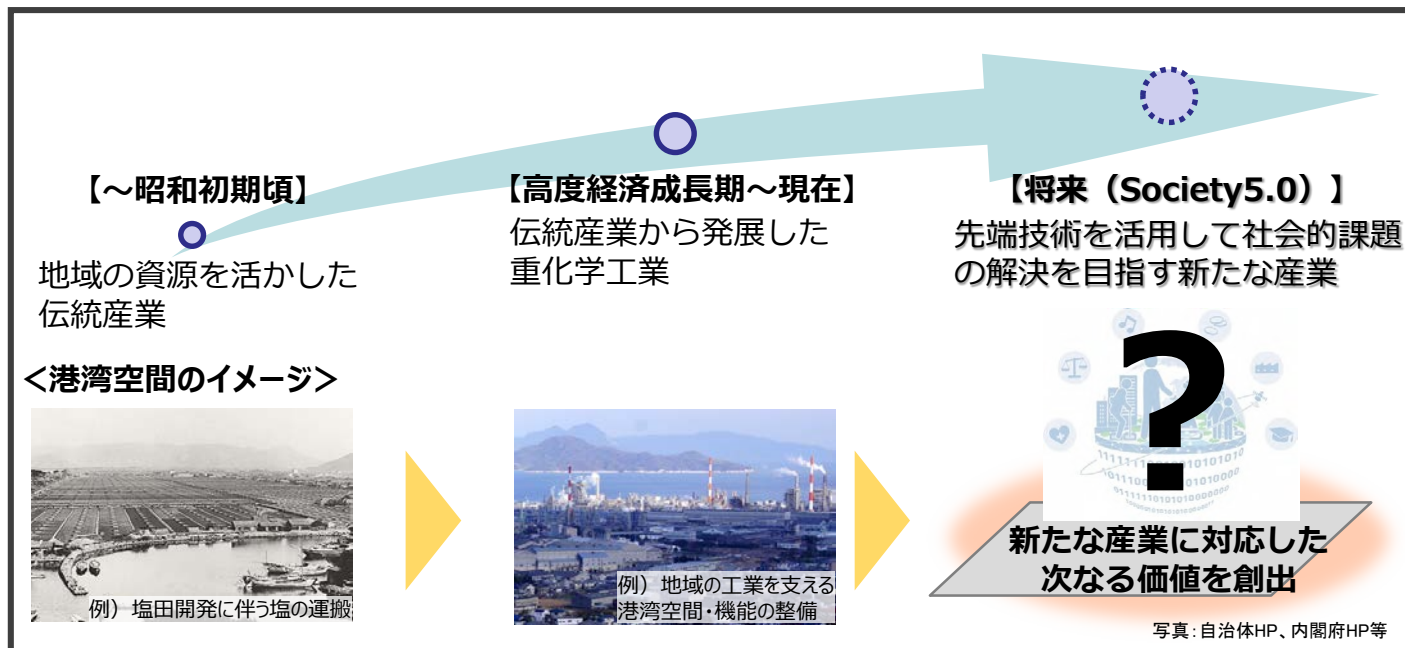 【~昭和初期頃】
地域の資源を活かした
伝統産業
【高度経済成長期~現在】
伝統産業から発展した
重化学工業
【将来（Society5.0）】
先端技術を活用して社会的課題
の解決を目指す新たな産業
<港湾空間のイメージ>
例）塩田開発に伴う塩の運搬
例）地域の工業を支える
港湾空間・機能の整備
?
新たな産業に対応した
次なる価値を創出
写真：自治体HP、内閣府HP等